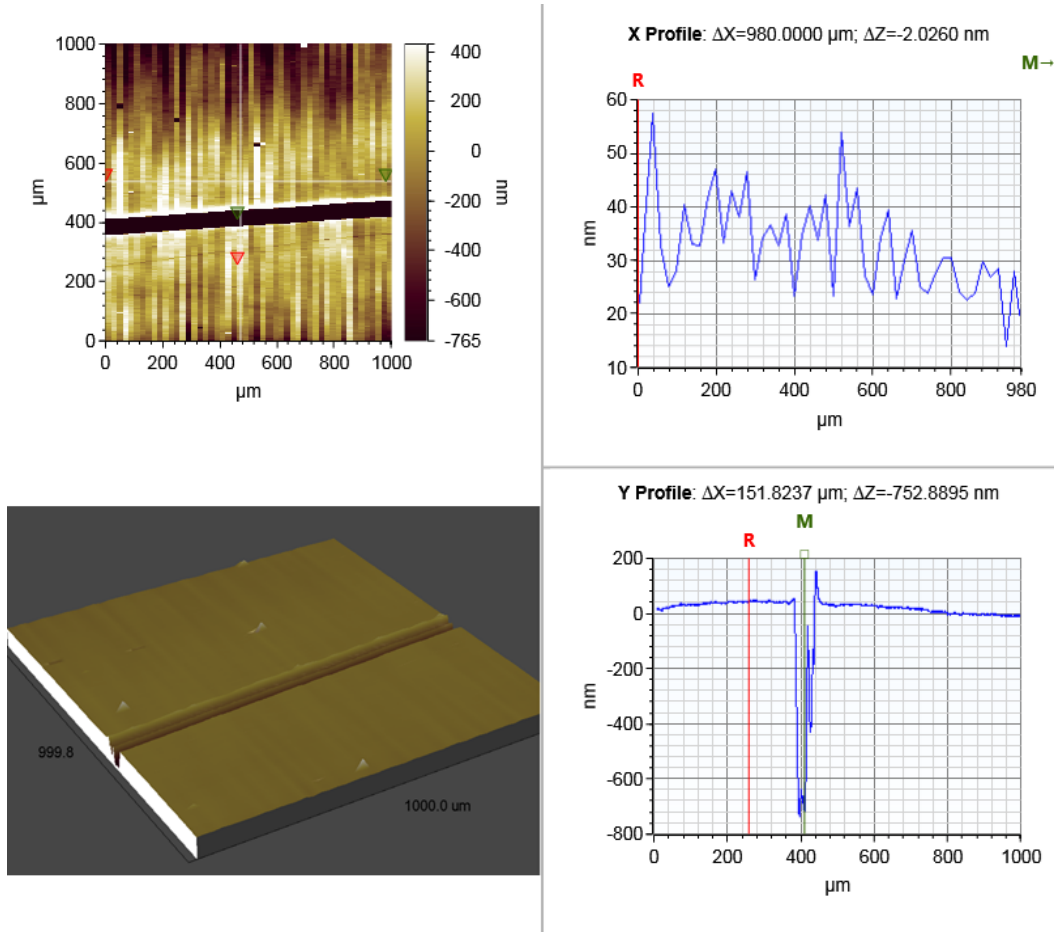 1000
800
600
400
200
0
0 200 400 600 800 1000
µm
µm
400
200
0
-200
-400
-600
-765
nm
X Profile: ΔX=980.0000 µm; ΔZ=-2.0260 nm
M→
R
60
50
40
30
20
10
nm
0 200 400 600 800 980
µm
999.8
1000.0 um
Y Profile: ΔX=151.8237 µm; ΔZ=-752.8895 nm
M
R
200
0
-200
-400
-600
-800
nm
0 200 400 600 800 1000
µm